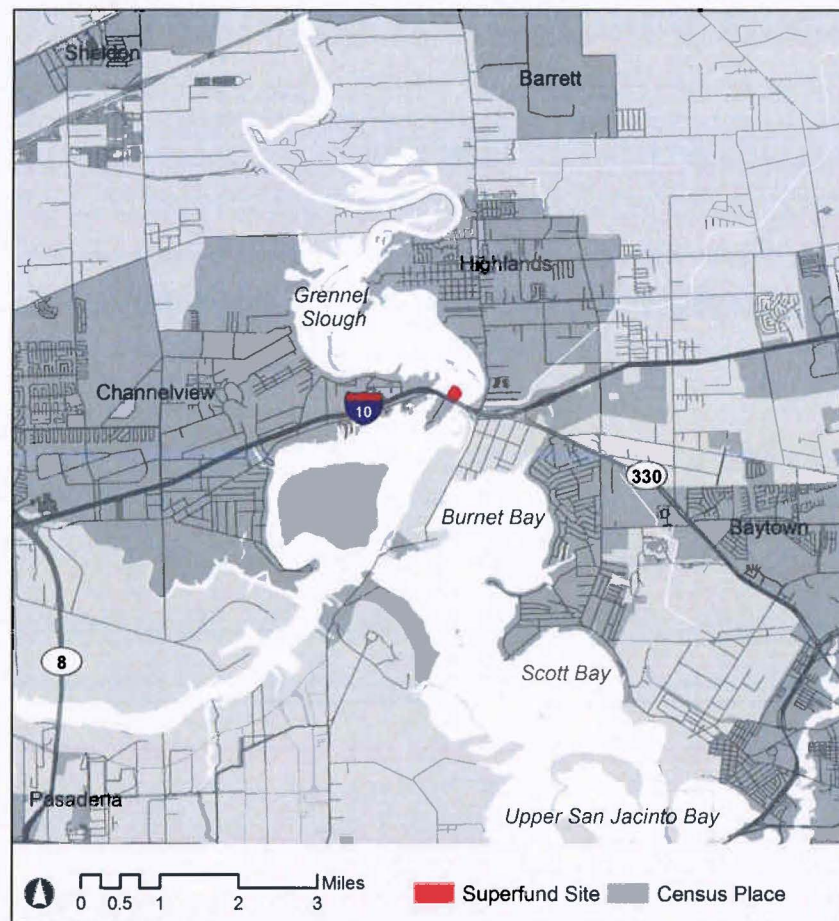 Sheldon
Barrett
Highlands
Grennel
Slough
Channelview
10
330
Burnet Bay
Baytown
8
Scott Bay
Pasadena
Upper San Jacinto Bay
Miles
0 0.5 1 2 3
Superfund Site
Census Place